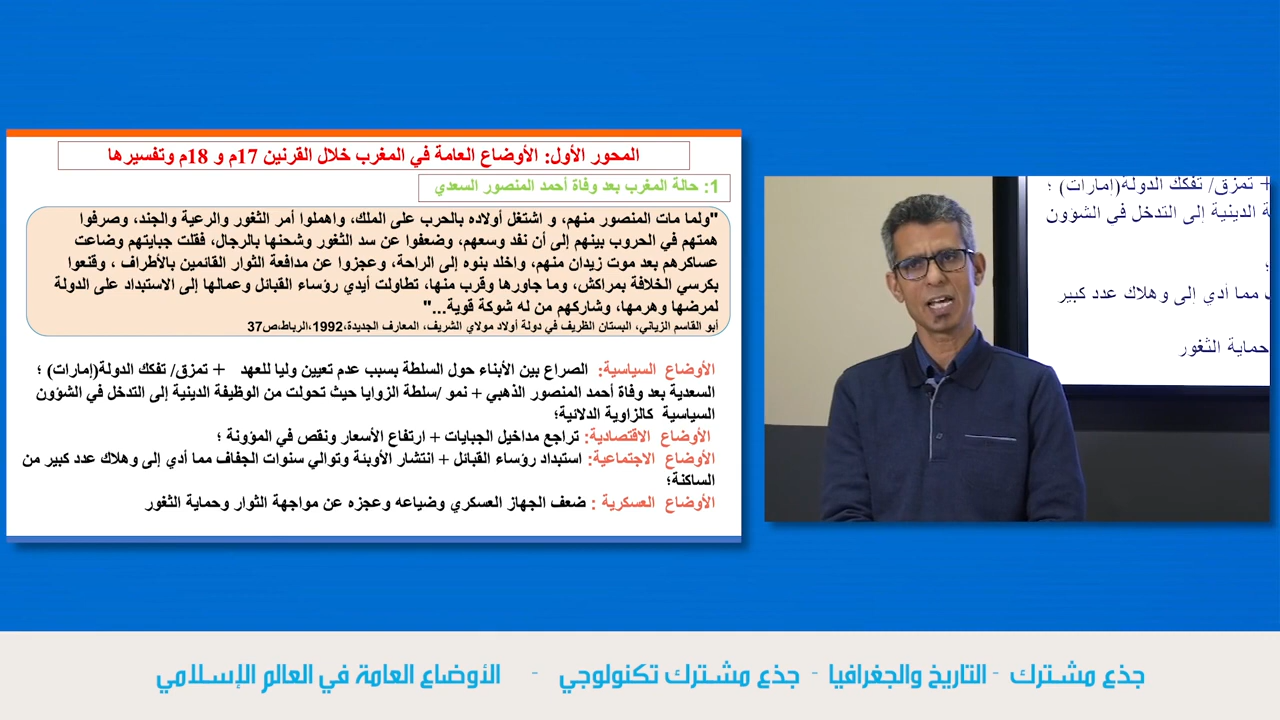 المحور الأول: الأوضاع العامة في المغرب خلال القرنين 17م و 18م وتفسيرها
1: حالة المغرب بعد وفاة أحمد المنصور السعدي
"ولما مات المنصور منهم، و اشتغل أولاده بالحرب على الملك، واهملوا أمر الثغور والرعية والجند، وصرفوا
همتهم في الحروب بينهم إلى أن نفد وسعهم، وضعفوا عن سد الثغور وشحنها بالرجال، فقلت جبايتهم وضاعت
عساكرهم بعد موت زيدان منهم، واخلد بنوه إلى الراحة، وعجزوا عن مدافعة الثوار القائمين بالأطراف ، وقنعوا
بكرسي الخلافة بمراكش، وما جاورها وقرب منها، تطاولت أيدي رؤساء القبائل وعمالها إلى الاستبداد على الدولة
لمرضها وهرمها، وشاركهم من له شوكة قوية..."
أبو القاسم الزياني، البستان الظريف في دولة أولاد مولاي الشريف، المعارف الجديدة،1992،الرباط،ص37
الأوضاع السياسية: الصراع بين الأبناء حول السلطة بسبب عدم تعيين وليا للعهد + تمزق/ تفكك الدولة(إمارات) ؛
السعدية بعد وفاة أحمد المنصور الذهبي + نمو /سلطة الزوايا حيث تحولت من الوظيفة الدينية إلى التدخل في الشؤون
السياسية كالزاوية الدلائية؛
الأوضاع الاقتصادية: تراجع مداخيل الجبايات + ارتفاع الأسعار ونقص في المؤونة ؛
الأوضاع الاجتماعية: استبداد رؤساء القبائل + انتشار الأوبئة وتوالي سنوات الجفاف مما أدي إلى وهلاك عدد كبير من
الساكنة؛
الأوضاع العسكرية : ضعف الجهاز العسكري وضياعه وعجزه عن مواجهة الثوار وحماية الثغور
+ تمزق/ تفكك الدولة(إمارات) ؛
ة الدينية إلى التدخل في الشؤون
؛
مما أدي إلى وهلاك عدد كبير
حماية الثغور
جذع مشترك - التاريخ والجغرافيا - جذع مشترك تكنولوجي - الأوضاع العامة في العالم الإسلامي